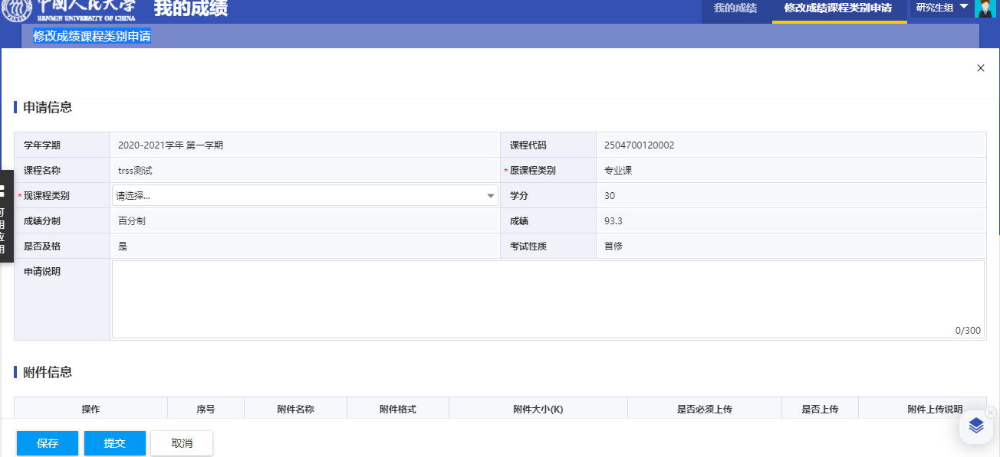 中国人民大学
RENMIN UNIVERSITY OF CHINA
我的成绩
我的成绩
修改成绩课程类别申请
研究生组
修改成绩课程类别申请
申请信息
学年学期 2020-2021学年 第一学期 课程代码 2504700120002
课程名称 trss测试 *原课程类别 专业课
*现课程类别 请选择... 学分 30
成绩分制 百分制 成绩 93.3
是否及格 是 考试性质 首修
申请说明
0/300
可用应用
附件信息
操作 序号 附件名称 附件格式 附件大小(K) 是否必须上传 是否上传 附件上传说明
保存 提交 取消